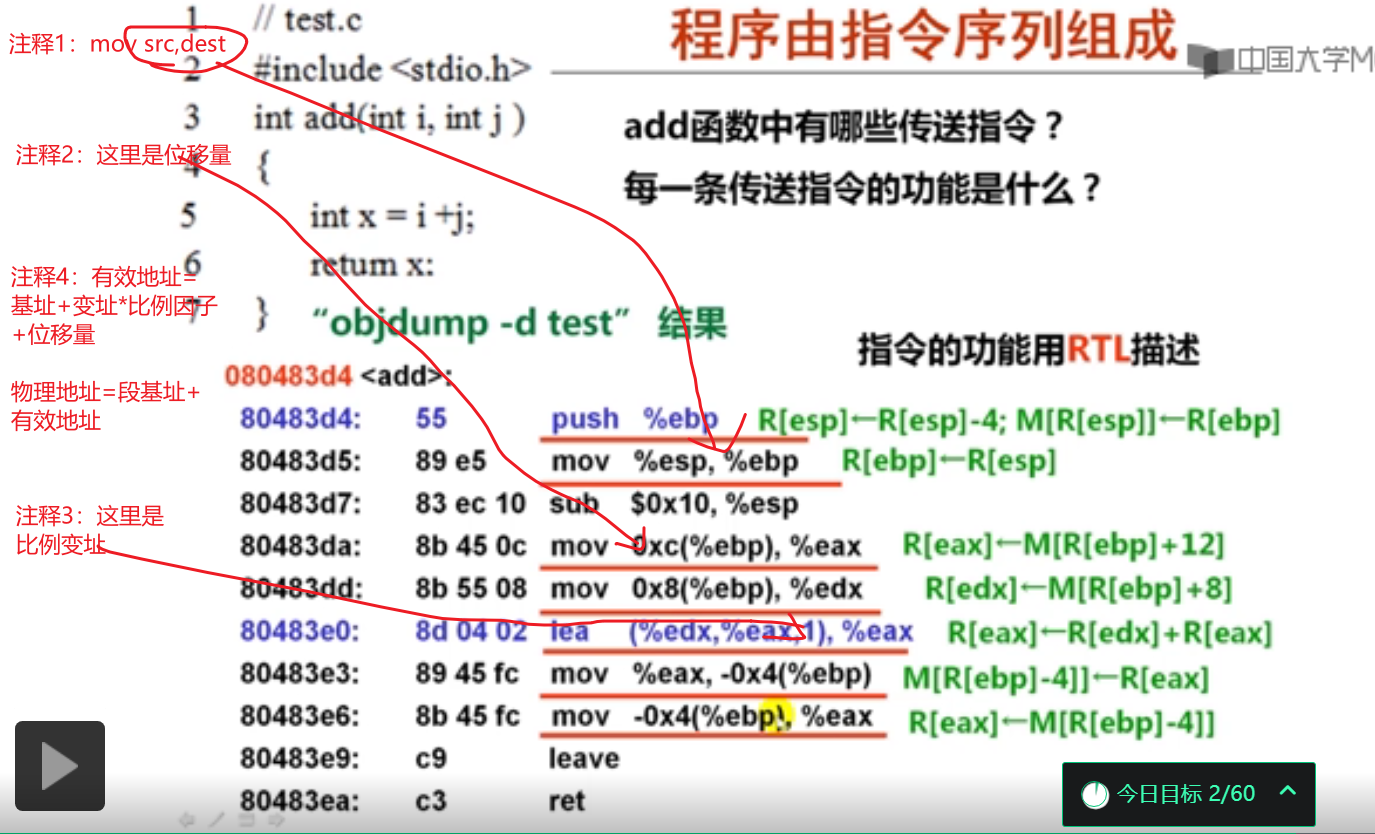 程序由指令序列组成
中国大学M
注释1：mov src,dest
1 // test.c
2 #include <stdio.h>
3 int add(int i, int j )
add函数中有哪些传送指令？
注释2：这里是位移量
4 {
每一条传送指令的功能是什么？
5 int x = i +j;
6 return x:
注释4：有效地址=
基址+变址*比例因子
+位移量
7 }
“objdump -d test” 结果
指令的功能用RTL描述
物理地址=段基址+
有效地址
080483d4 <add>:
80483d4: 55 push %ebp R[esp]←R[esp]-4; M[R[esp]]←R[ebp]
80483d5: 89 e5 mov %esp, %ebp R[ebp]←R[esp]
80483d7: 83 ec 10 sub $0x10, %esp
注释3：这里是
比例变址
80483da: 8b 45 0c mov 0xc(%ebp), %eax R[eax]←M[R[ebp]+12]
80483dd: 8b 55 08 mov 0x8(%ebp), %edx R[edx]←M[R[ebp]+8]
80483e0: 8d 04 02 lea (%edx,%eax,1), %eax R[eax]←R[edx]+R[eax]
80483e3: 89 45 fc mov %eax, -0x4(%ebp) M[R[ebp]-4]]←R[eax]
80483e6: 8b 45 fc mov -0x4(%ebp), %eax R[eax]←M[R[ebp]-4]]
80483e9: c9 leave
80483ea: c3 ret
今日目标 2/60